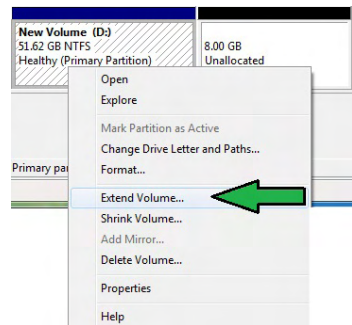 New Volume (D:)
51.62 GB NTFS
Healthy (Primary Partition)
8.00 GB
Unallocated
Open
Explore
Mark Partition as Active
Change Drive Letter and Paths...
Format...
Primary par
Extend Volume...
Shrink Volume...
Add Mirror...
Delete Volume...
Properties
Help